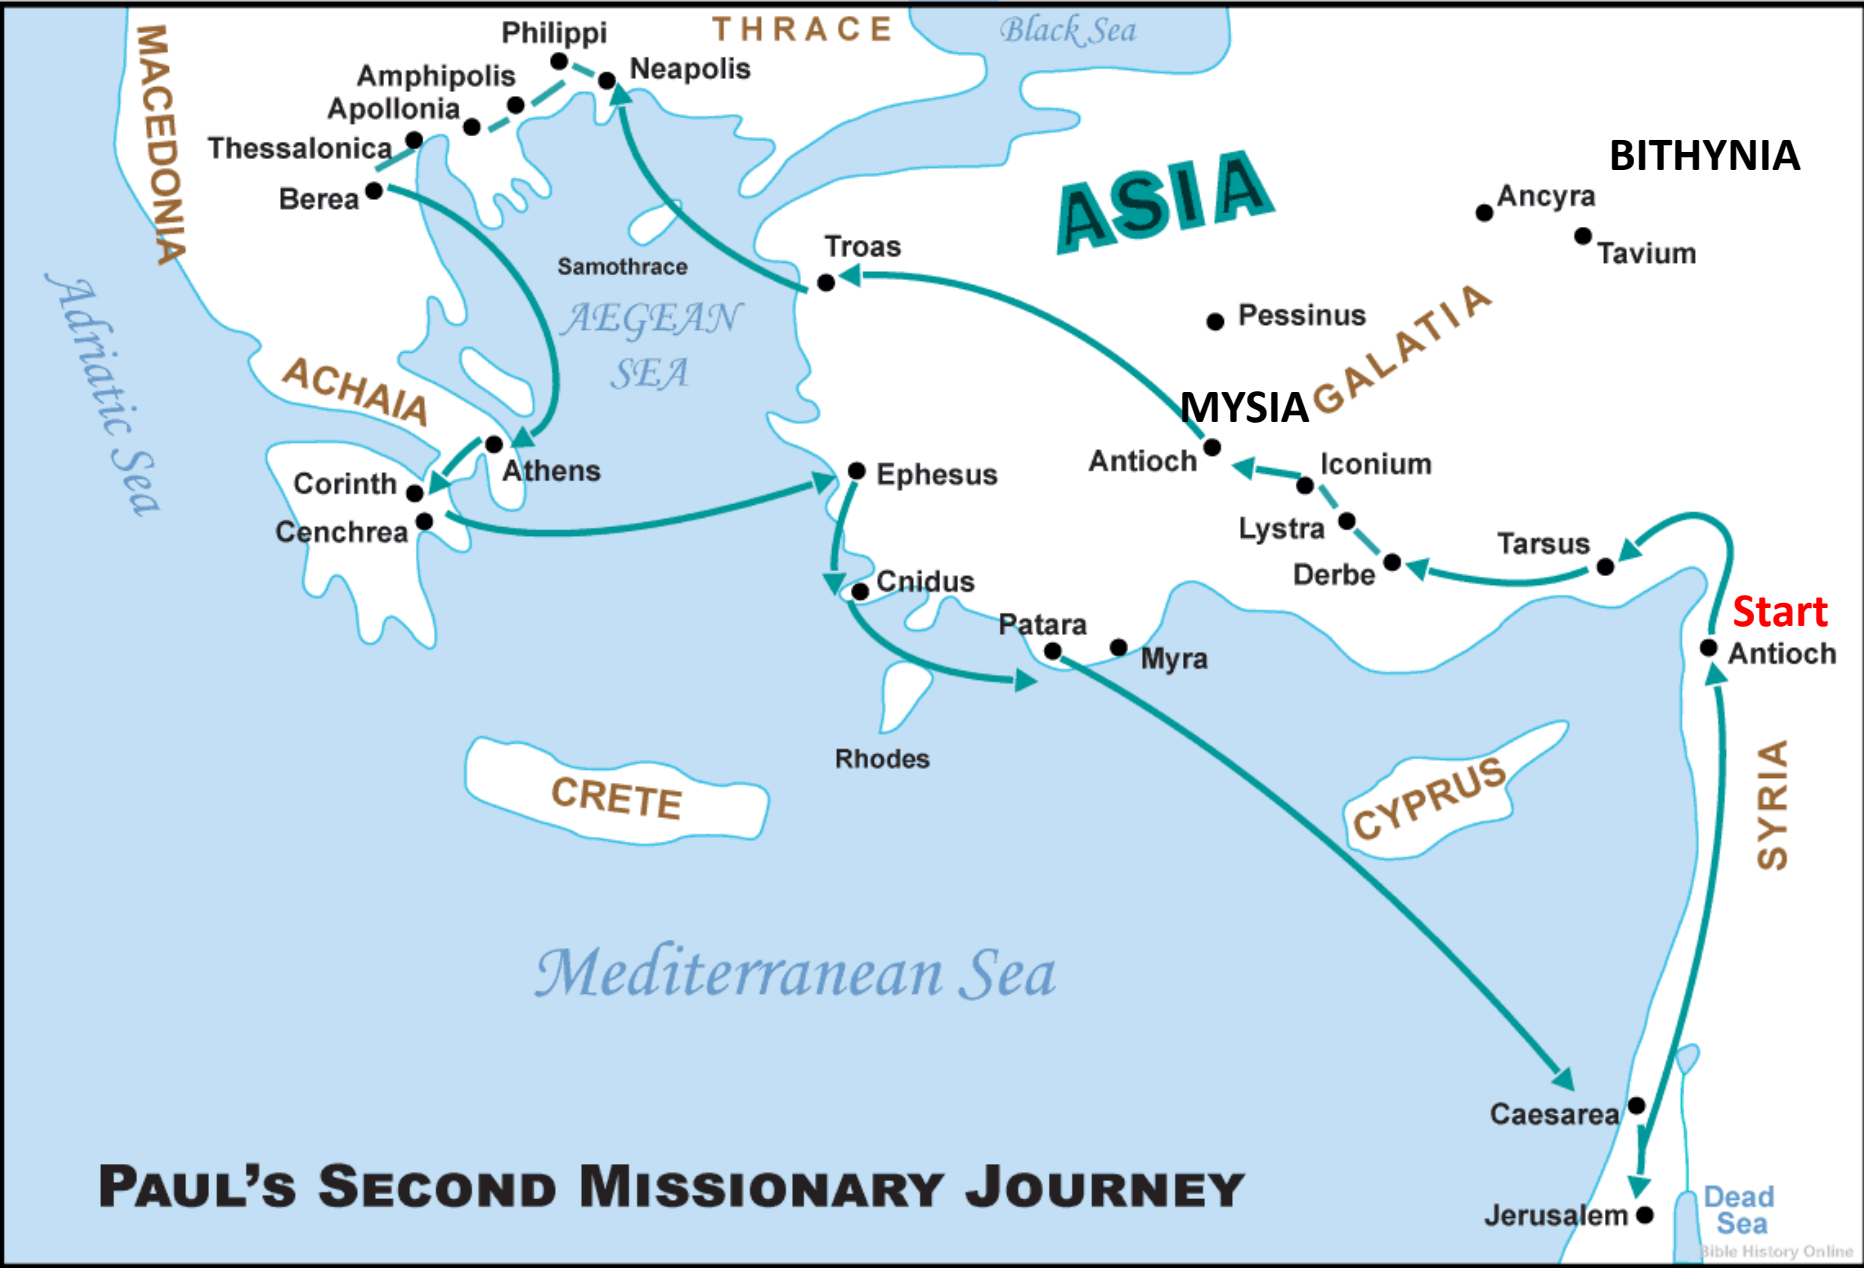 THRACE
Black Sea
Philippi
Neapolis
Amphipolis
Apollonia
Thessalonica
Berea
MACEDONIA
BITHYNIA
ASIA
Ancyra
Tavium
Troas
Samothrace
AEGEAN
SEA
Adriatic Sea
Pessinus
GALATIA
ACHAIA
MYSIA
Antioch
Iconium
Athens
Corinth
Cenchrea
Ephesus
Lystra
Derbe
Tarsus
Cnidus
Start
Antioch
Patara
Myra
Rhodes
CRETE
CYPRUS
SYRIA
Mediterranean Sea
Caesarea
PAUL'S SECOND MISSIONARY JOURNEY
Jerusalem
Dead
Sea
Bible History Online